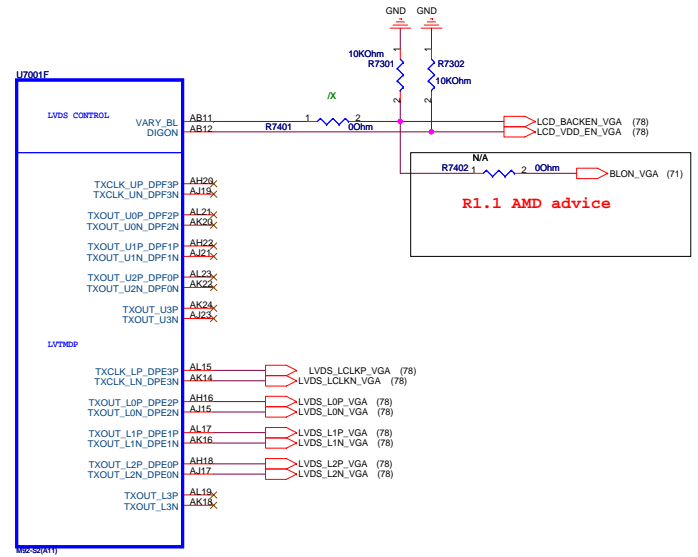 GND GND
10KOhm
R7301 R7302
10KOhm
1 1
2 2
U7001F
LVDS CONTROL
/X
VARY_BL AB11 1 2 LCD_BACKEN_VGA (78)
DIGON AB12 R7401 0Ohm LCD_VDD_EN_VGA (78)
N/A
R7402 1 2 0Ohm BLON_VGA (71)
R1.1 AMD advice
TXCLK_UP_DPF3P AH20
TXCLK_UN_DPF3N AJ19
TXOUT_U0P_DPF2P AL21
TXOUT_U0N_DPF2N AK20
TXOUT_U1P_DPF1P AH22
TXOUT_U1N_DPF1N AJ21
TXOUT_U2P_DPF0P AL23
TXOUT_U2N_DPF0N AK22
TXOUT_U3P AK24
TXOUT_U3N AJ23
LVTMDP
TXCLK_LP_DPE3P AL15 LVDS_LCLKP_VGA (78)
TXCLK_LN_DPE3N AK14 LVDS_LCLKN_VGA (78)
TXOUT_L0P_DPE2P AH16 LVDS_L0P_VGA (78)
TXOUT_L0N_DPE2N AJ15 LVDS_L0N_VGA (78)
TXOUT_L1P_DPE1P AL17 LVDS_L1P_VGA (78)
TXOUT_L1N_DPE1N AK16 LVDS_L1N_VGA (78)
TXOUT_L2P_DPE0P AH18 LVDS_L2P_VGA (78)
TXOUT_L2N_DPE0N AJ17 LVDS_L2N_VGA (78)
TXOUT_L3P AL19
TXOUT_L3N AK18
M92-S2(A11)